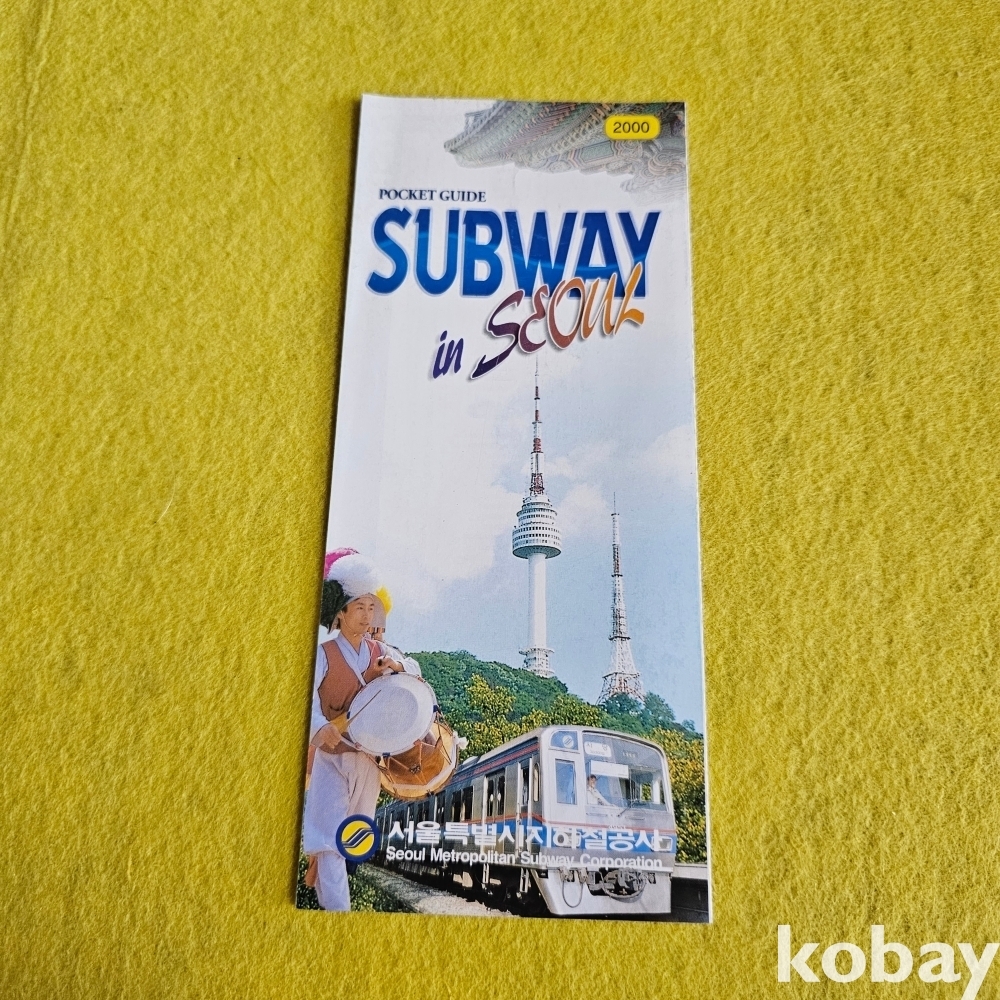 2000
POCKET GUIDE
SUBWAY
in SEOUL
서울특별시지하철공사
Seoul Metropolitan Subway Corporation
kobay